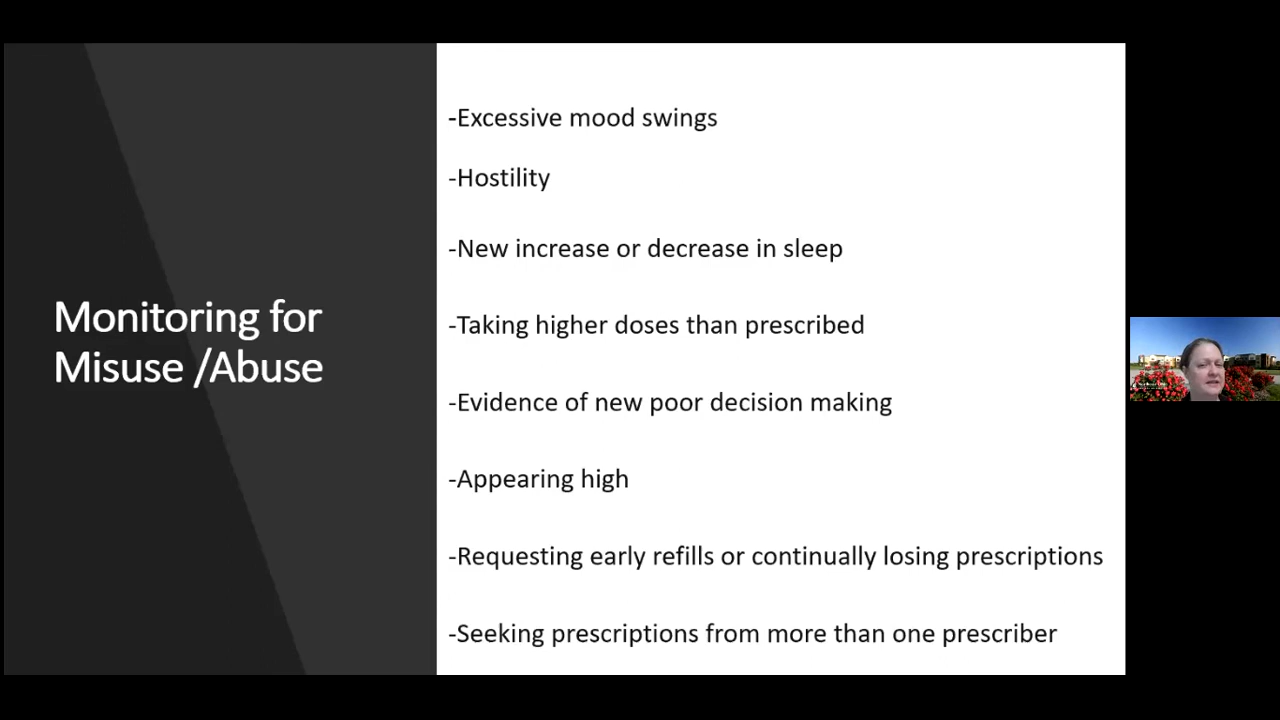 Monitoring for
Misuse /Abuse
-Excessive mood swings
-Hostility
-New increase or decrease in sleep
-Taking higher doses than prescribed
-Evidence of new poor decision making
-Appearing high
-Requesting early refills or continually losing prescriptions
-Seeking prescriptions from more than one prescriber